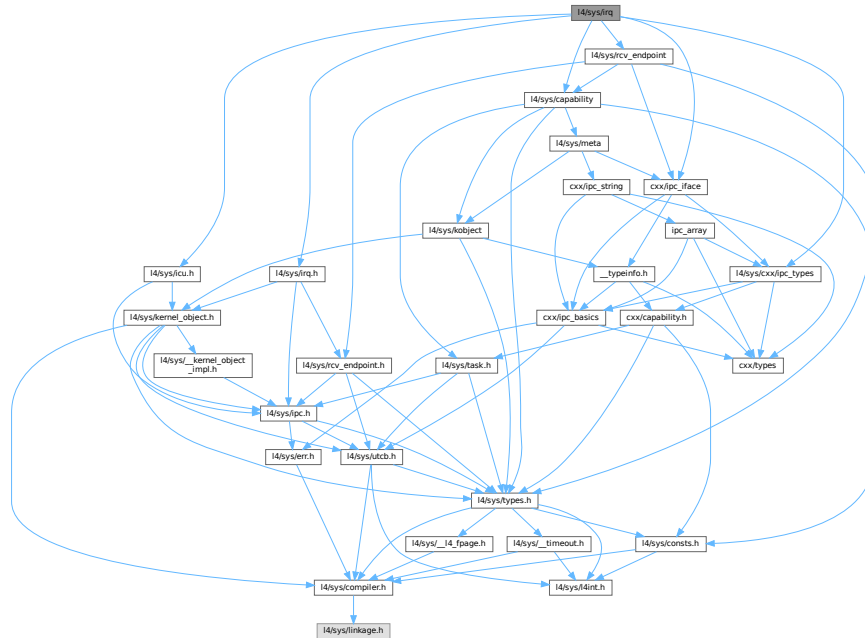 l4/sys/irq
l4/sys/rcv_endpoint
l4/sys/capability
l4/sys/meta
cxx/ipc_string
cxx/ipc_iface
l4/sys/kobject
ipc_array
l4/sys/icu.h
l4/sys/irq.h
__typeinfo.h
l4/sys/cxx/ipc_types
l4/sys/kernel_object.h
cxx/ipc_basics
cxx/capability.h
l4/sys/__kernel_object
_impl.h
l4/sys/rcv_endpoint.h
l4/sys/task.h
cxx/types
l4/sys/ipc.h
l4/sys/err.h
l4/sys/utcb.h
l4/sys/types.h
l4/sys/__l4_fpage.h
l4/sys/__timeout.h
l4/sys/consts.h
l4/sys/compiler.h
l4/sys/l4int.h
l4/sys/linkage.h